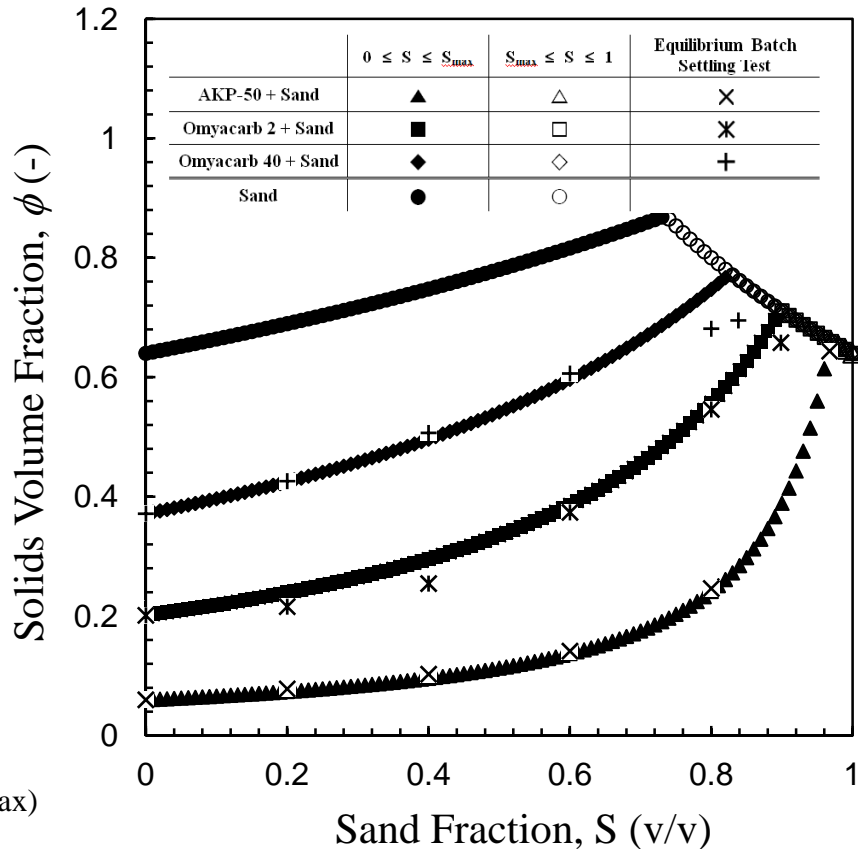 1.2
0 ≤ S ≤ Smax Smax ≤ S ≤ 1 Equilibrium Batch Settling Test
AKP-50 + Sand
Omyacarb 2 + Sand
Omyacarb 40 + Sand
Sand
1
0.8
0.6
0.4
0.2
0
Solids Volume Fraction, ϕ (-)
0 0.2 0.4 0.6 0.8 1
ax)
Sand Fraction, S (v/v)